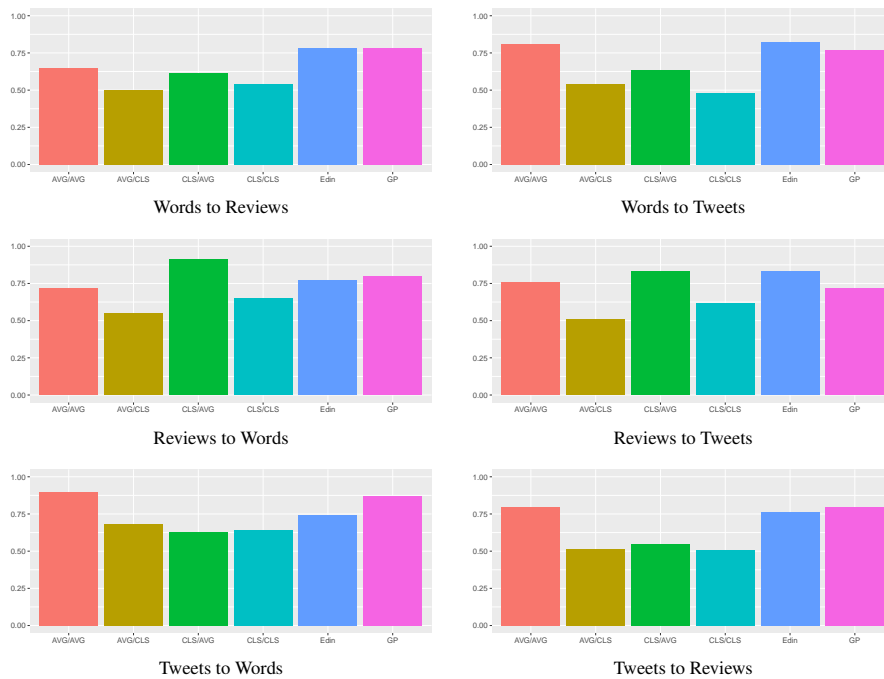 1.00
0.75
0.50
0.25
0.00
AVG/AVG AVG/CLS CLS/AVG CLS/CLS Edin GP
Words to Reviews
1.00
0.75
0.50
0.25
0.00
AVG/AVG AVG/CLS CLS/AVG CLS/CLS Edin GP
Words to Tweets
1.00
0.75
0.50
0.25
0.00
AVG/AVG AVG/CLS CLS/AVG CLS/CLS Edin GP
Reviews to Words
1.00
0.75
0.50
0.25
0.00
AVG/AVG AVG/CLS CLS/AVG CLS/CLS Edin GP
Reviews to Tweets
1.00
0.75
0.50
0.25
0.00
AVG/AVG AVG/CLS CLS/AVG CLS/CLS Edin GP
Tweets to Words
1.00
0.75
0.50
0.25
0.00
AVG/AVG AVG/CLS CLS/AVG CLS/CLS Edin GP
Tweets to Reviews